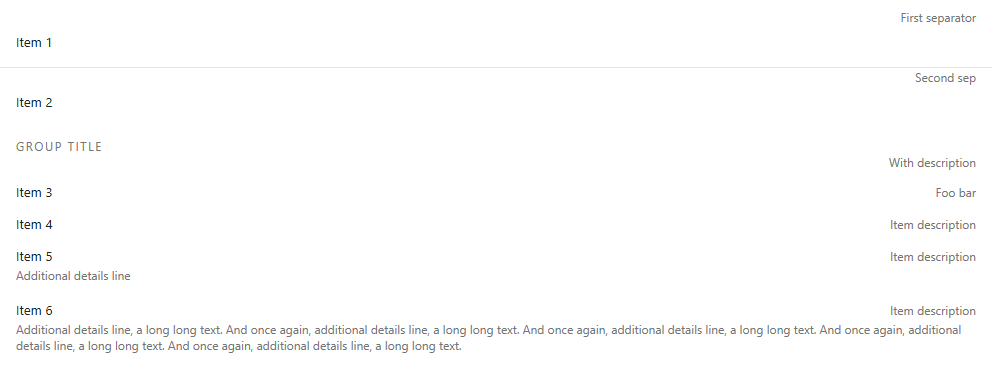 First separator
Item 1
Second sep
Item 2
GROUP TITLE
With description
Item 3 Foo bar
Item 4 Item description
Item 5 Item description
Additional details line
Item 6 Item description
Additional details line, a long long text. And once again, additional details line, a long long text. And once again, additional details line, a long long text. And once again, additional
details line, a long long text. And once again, additional details line, a long long text.